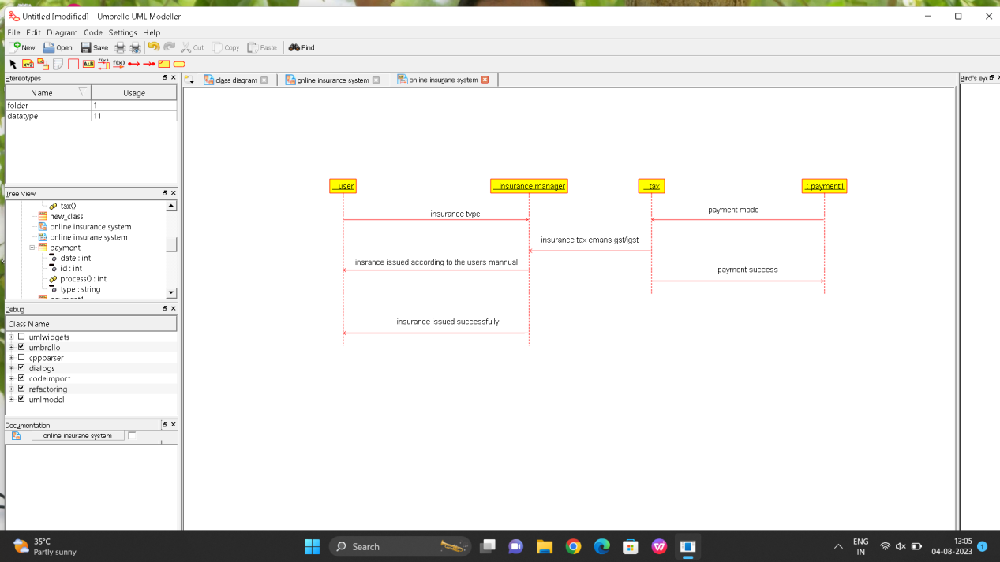 Untitled [modified] – Umbrello UML Modeller
File Edit Diagram Code Settings Help
New Open Save Cut Copy Paste Find
Stereotypes
Name Usage
folder 1
datatype 11
class diagram
online insurance system
online insurane system
Bird's eye
: user
: insurance manager
: tax
: payment1
insurance type
payment mode
insurance tax emans gst/igst
insrance issued according to the users mannual
payment success
insurance issued successfully
Tree View
tax()
new_class
online insurance system
online insurane system
payment
date : int
id : int
process() : int
type : string
payment1
Debug
Class Name
umlwidgets
umbrello
cppparser
dialogs
codeimport
refactoring
umlmodel
Documentation
online insurane system
35°C
Partly sunny
Search
ENG
IN
13:05
04-08-2023
1